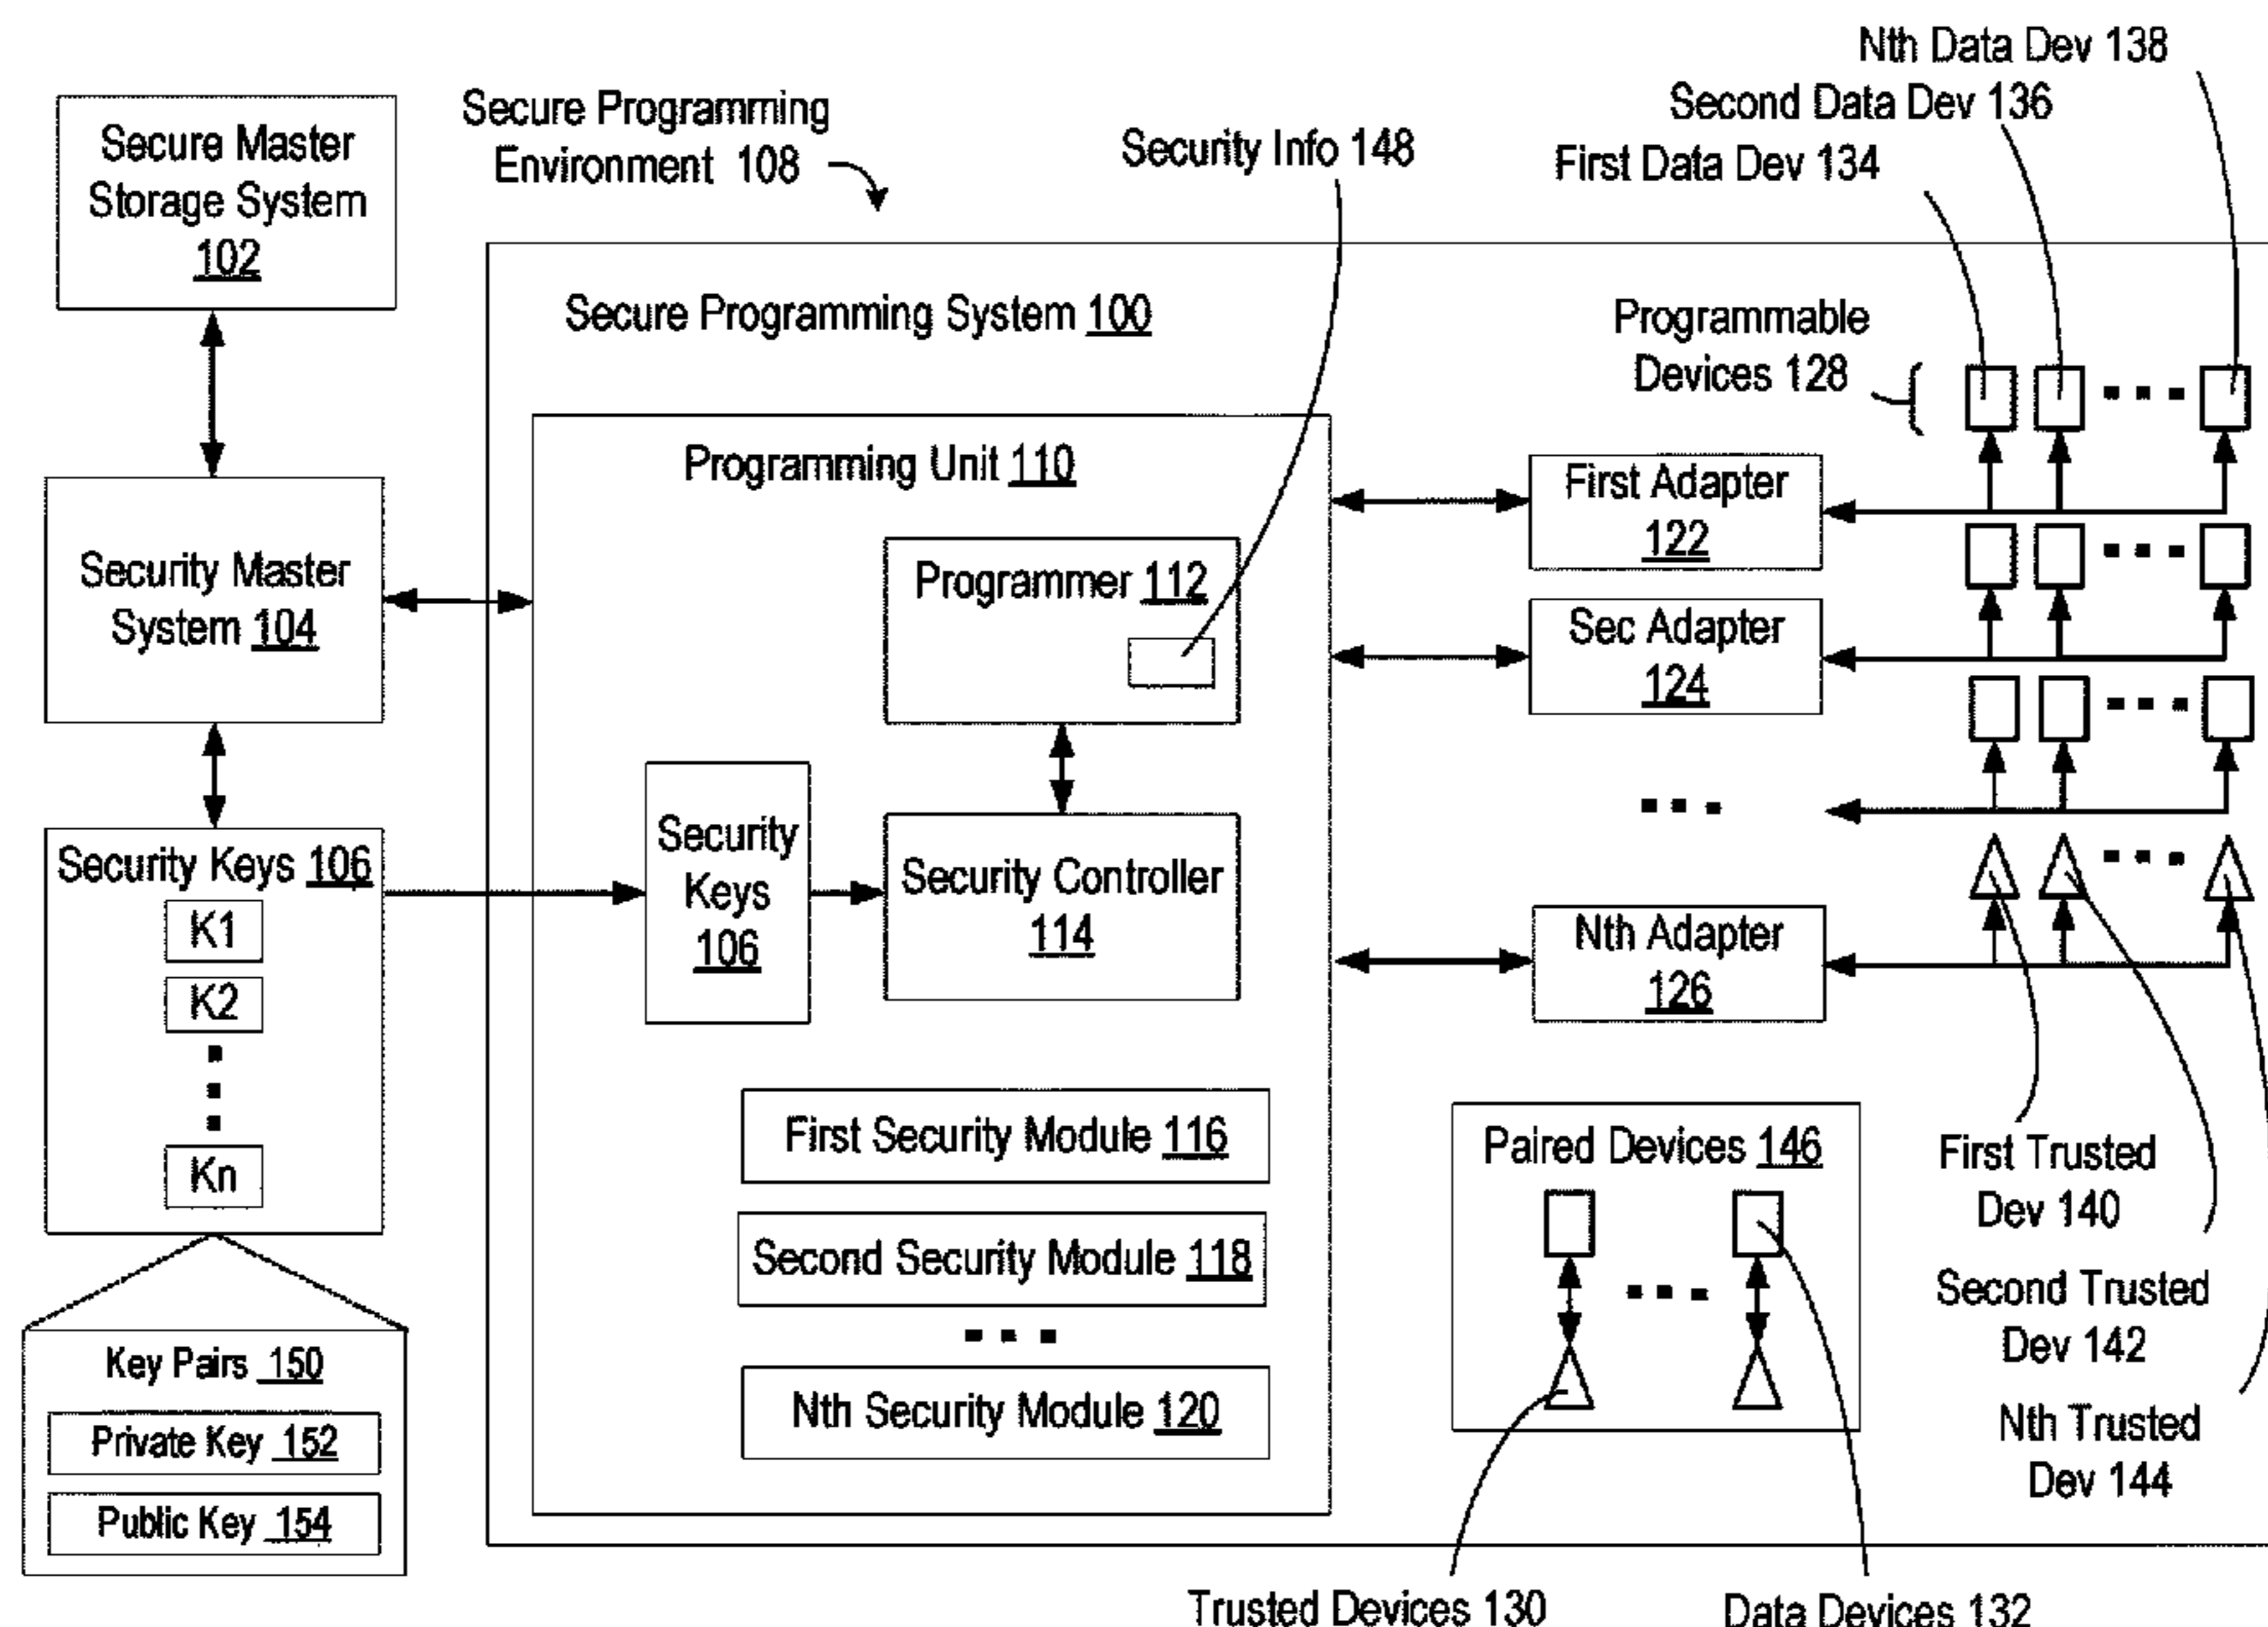 Nth Data Dev 138
Second Data Dev 136
First Data Dev 134
Secure Programming
Environment 108
Security Info 148
Secure Master
Storage System
102
Secure Programming System 100
Programmable
Devices 128
Programming Unit 110
First Adapter
122
Security Master
System 104
Programmer 112
Sec Adapter
124
Security Keys 106
K1
K2
Kn
Security
Keys
106
Security Controller
114
Nth Adapter
126
First Security Module 116
Second Security Module 118
Nth Security Module 120
Paired Devices 146
First Trusted
Dev 140
Second Trusted
Dev 142
Nth Trusted
Dev 144
Key Pairs 150
Private Key 152
Public Key 154
Trusted Devices 130
Data Devices 132